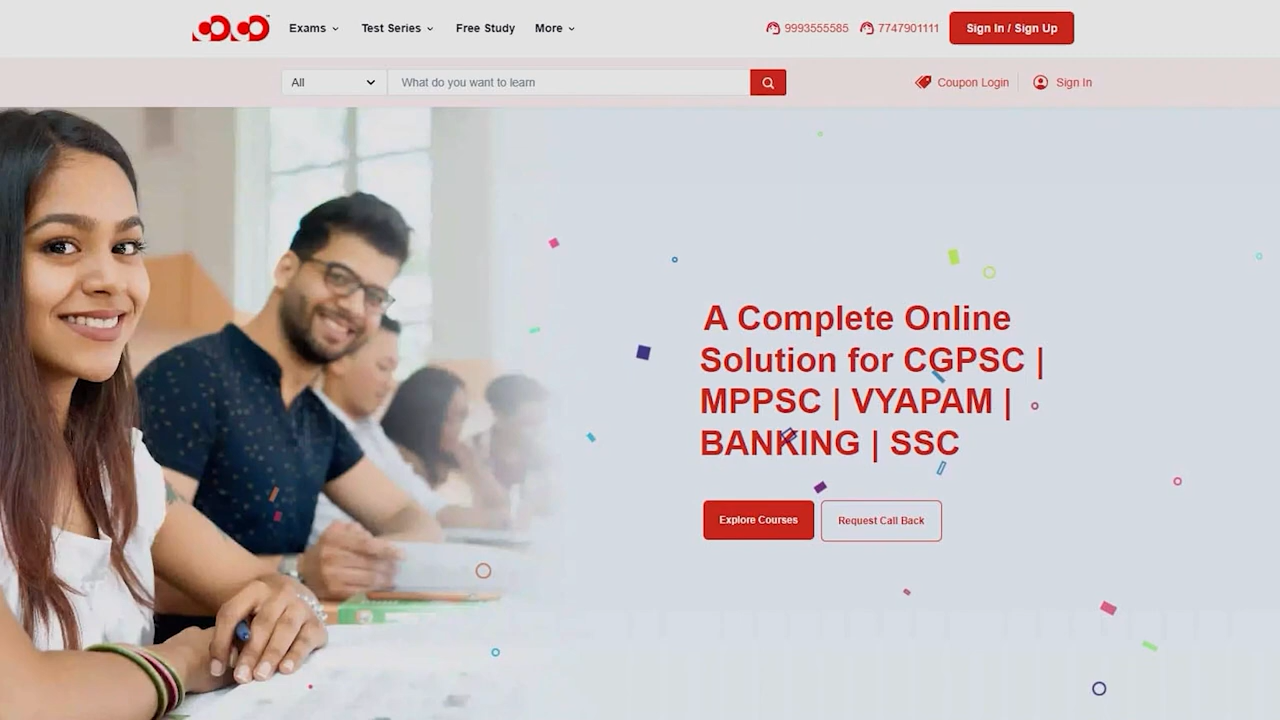 Exams
Test Series
Free Study
More
9993555585
7747901111
Sign In / Sign Up
All
What do you want to learn
Coupon Login
Sign In
A Complete Online
Solution for CGPSC |
MPPSC | VYAPAM |
BANKING | SSC
Explore Courses
Request Call Back